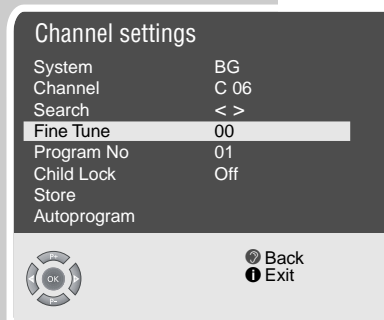 Channel settings
System BG
Channel C 06
Search < >
Fine Tune 00
Program No 01
Child Lock Off
Store
Autoprogram
P+
OK
P-
Back
i Exit